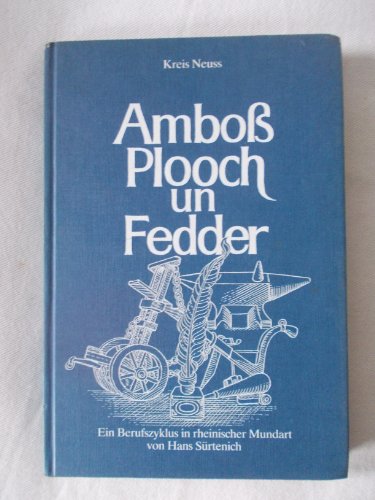 Kreis Neuss
Amboß
Plooch
un
Fedder
Ein Berufszyklus in rheinischer Mundart
von Hans Sürtenich